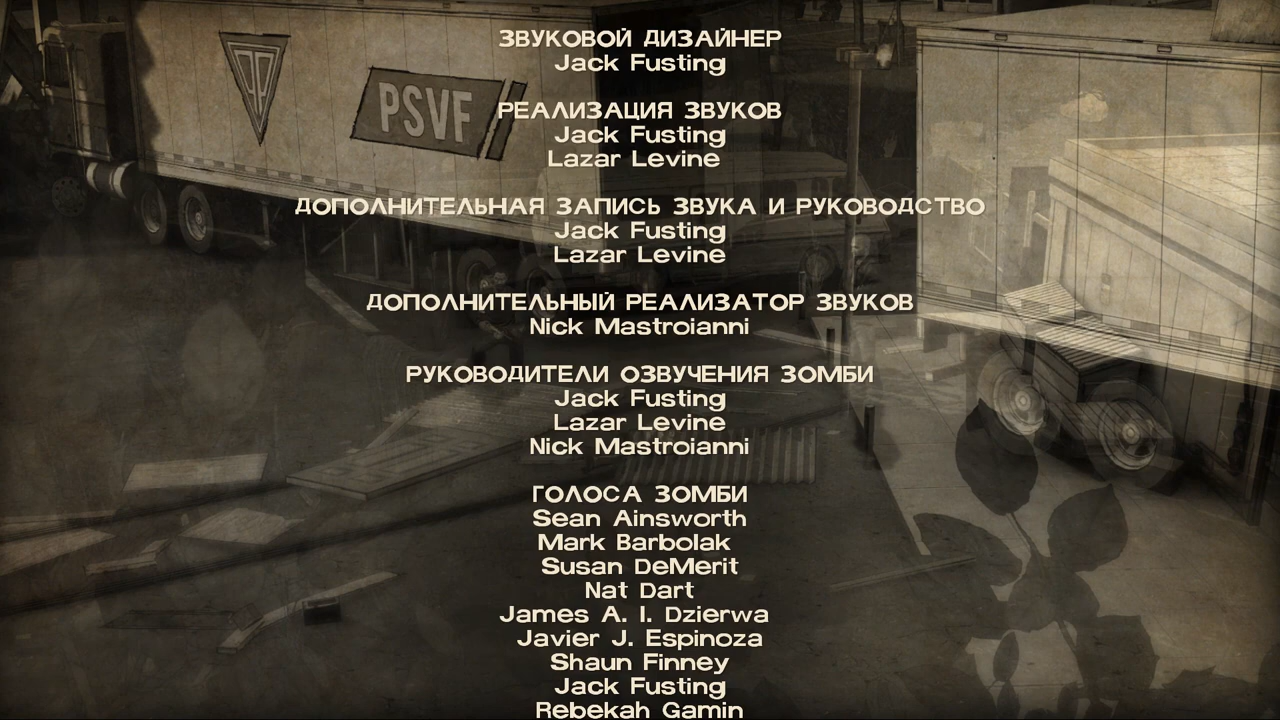 ЗВУКОВОЙ ДИЗАЙНЕР
Jack Fusting
PSVF
РЕАЛИЗАЦИЯ ЗВУКОВ
Jack Fusting
Lazar Levine
ДОПОЛНИТЕЛЬНАЯ ЗАПИСЬ ЗВУКА И РУКОВОДСТВО
Jack Fusting
Lazar Levine
ДОПОЛНИТЕЛЬНЫЙ РЕАЛИЗАТОР ЗВУКОВ
Nick Mastroianni
РУКОВОДИТЕЛИ ОЗВУЧЕНИЯ ЗОМБИ
Jack Fusting
Lazar Levine
Nick Mastroianni
ГОЛОСА ЗОМБИ
Sean Ainsworth
Mark Barbolak
Susan DeMerit
Nat Dart
James A. I. Dzierwa
Javier J. Espinoza
Shaun Finney
Jack Fusting
Rebekah Gamin